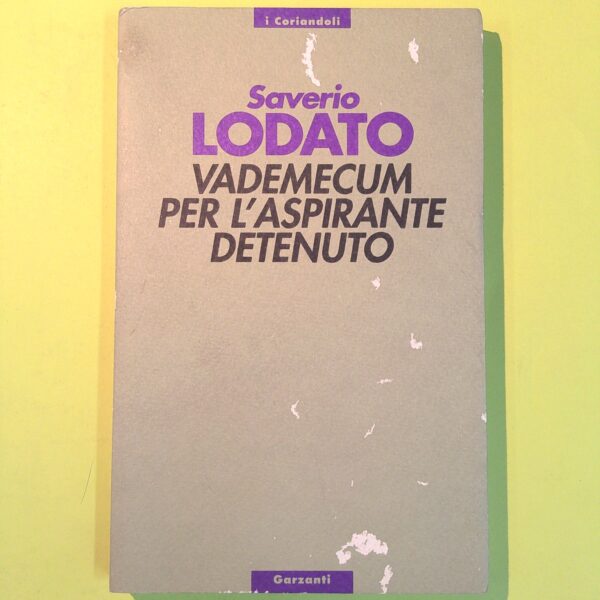 i Coriandoli
Saverio
LODATO
VADEMECUM
PER L'ASPIRANTE
DETENUTO
Garzanti